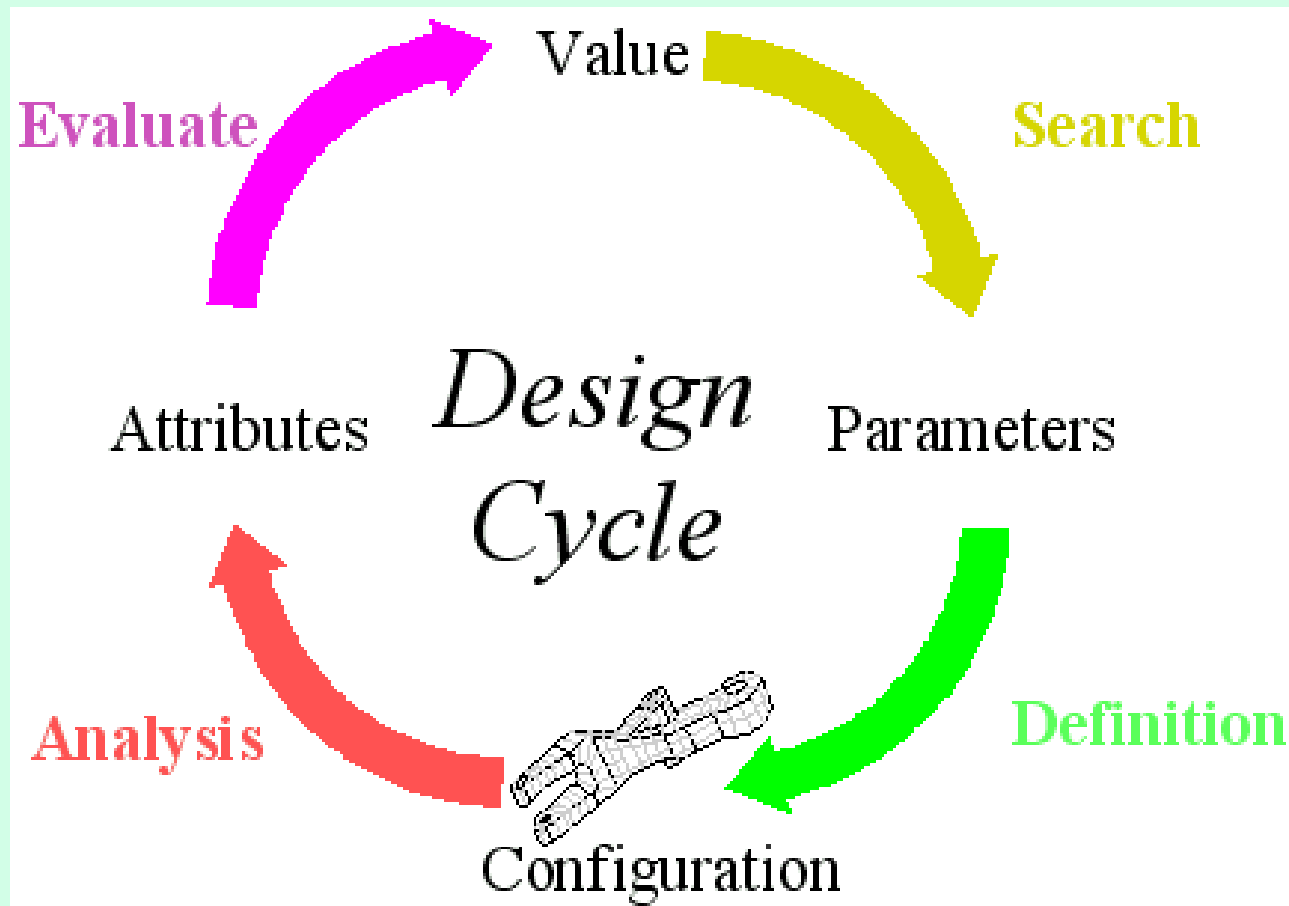 Value
Evaluate
Search
Design
Cycle
Attributes
Parameters
Analysis
Definition
Configuration